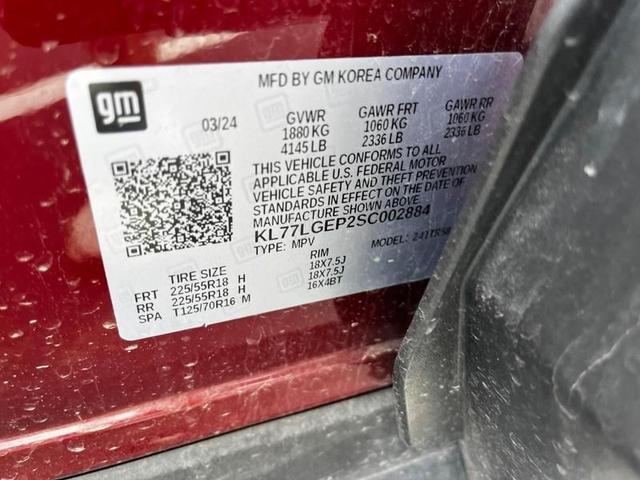 MFD BY GM KOREA COMPANY
gm
03/24
GVWR GAWR FRT GAWR RR
1880 KG 1060 KG 1060 KG
4145 LB 2336 LB 2336 LB
THIS VEHICLE CONFORMS TO ALL
APPLICABLE U.S. FEDERAL MOTOR
VEHICLE SAFETY AND THEFT PREVENTION
STANDARDS IN EFFECT ON THE DATE OF
MANUFACTURE SHOWN ABOVE.
KL77LGEP2SC002884
TYPE: MPV MODEL:
TIRE SIZE RIM
FRT 225/55R18 H 18X7.5J
RR 225/55R18 H 18X7.5J
SPA T125/70R16 M 16X4BT